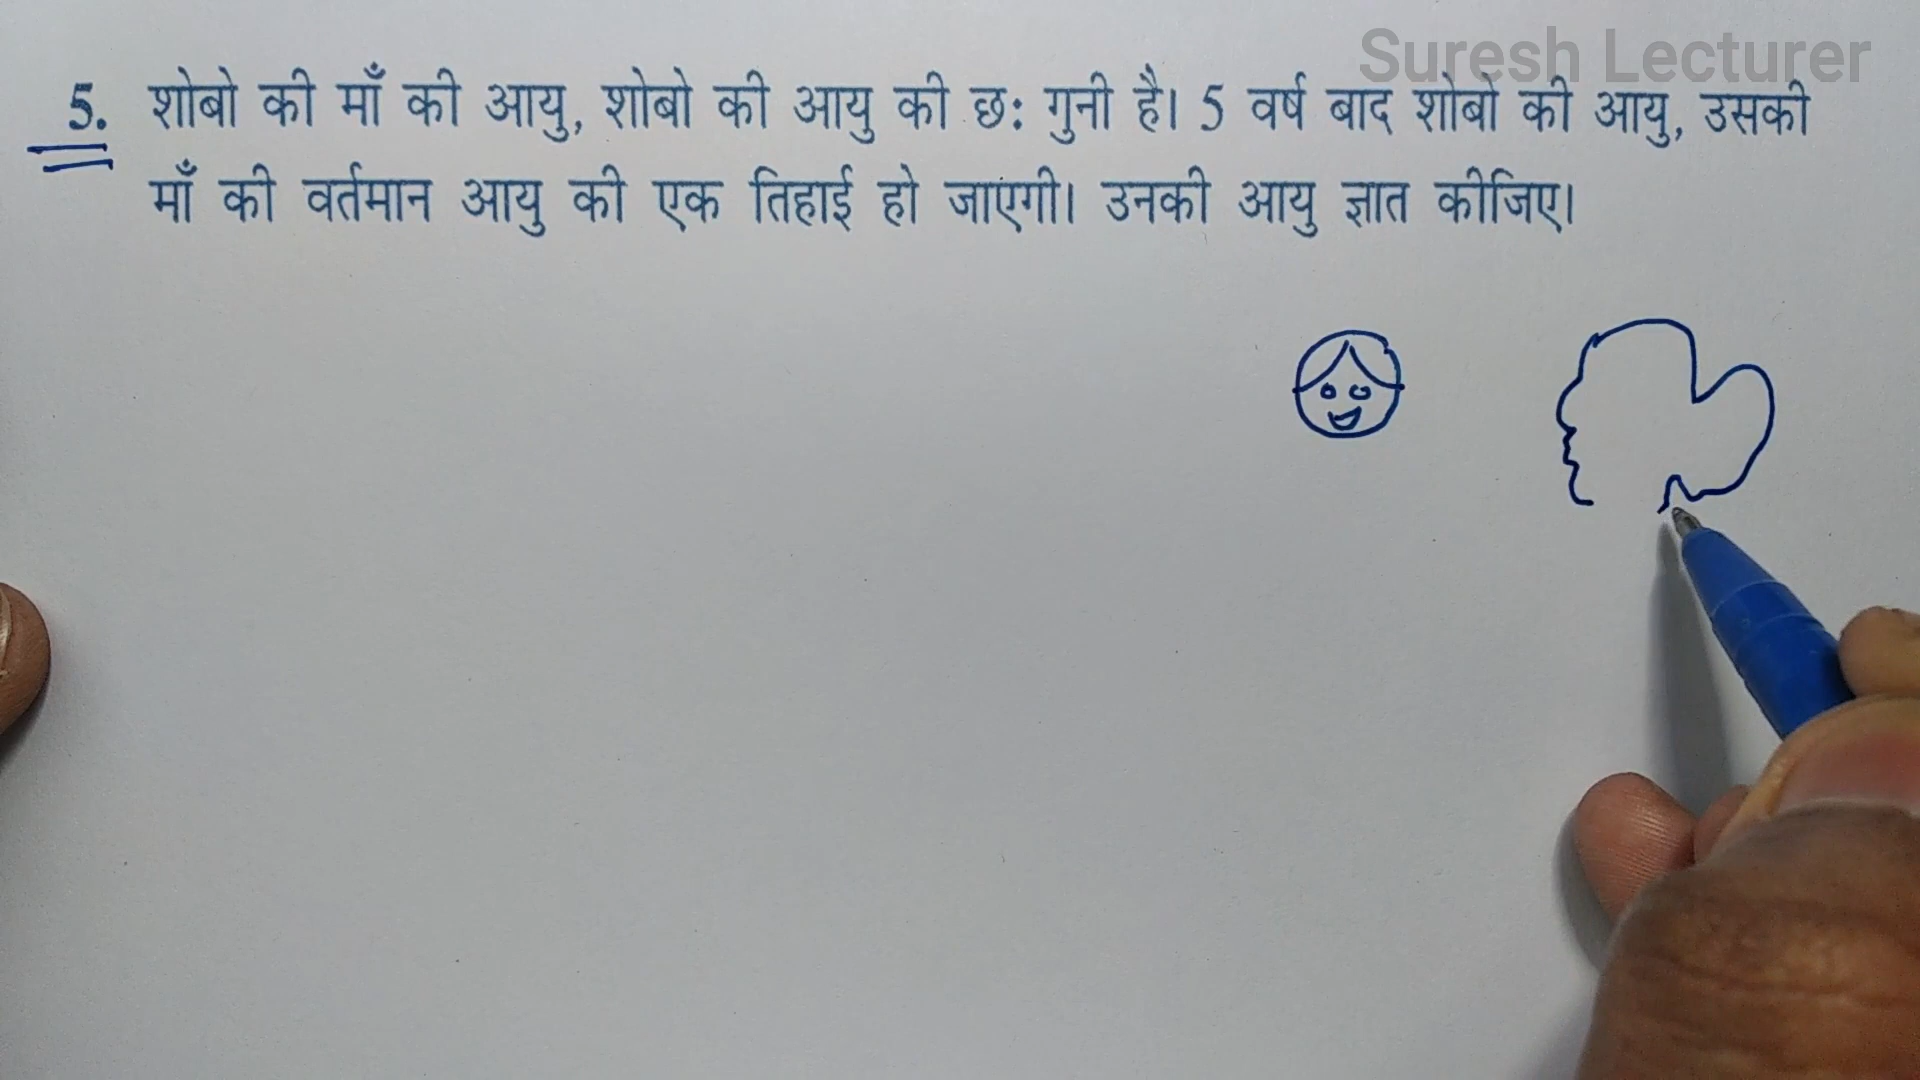 Suresh Lecturer
5. शोबो की माँ की आयु, शोबो की आयु की छ: गुनी है। 5 वर्ष बाद शोबो की आयु, उसकी
माँ की वर्तमान आयु की एक तिहाई हो जाएगी। उनकी आयु ज्ञात कीजिए।